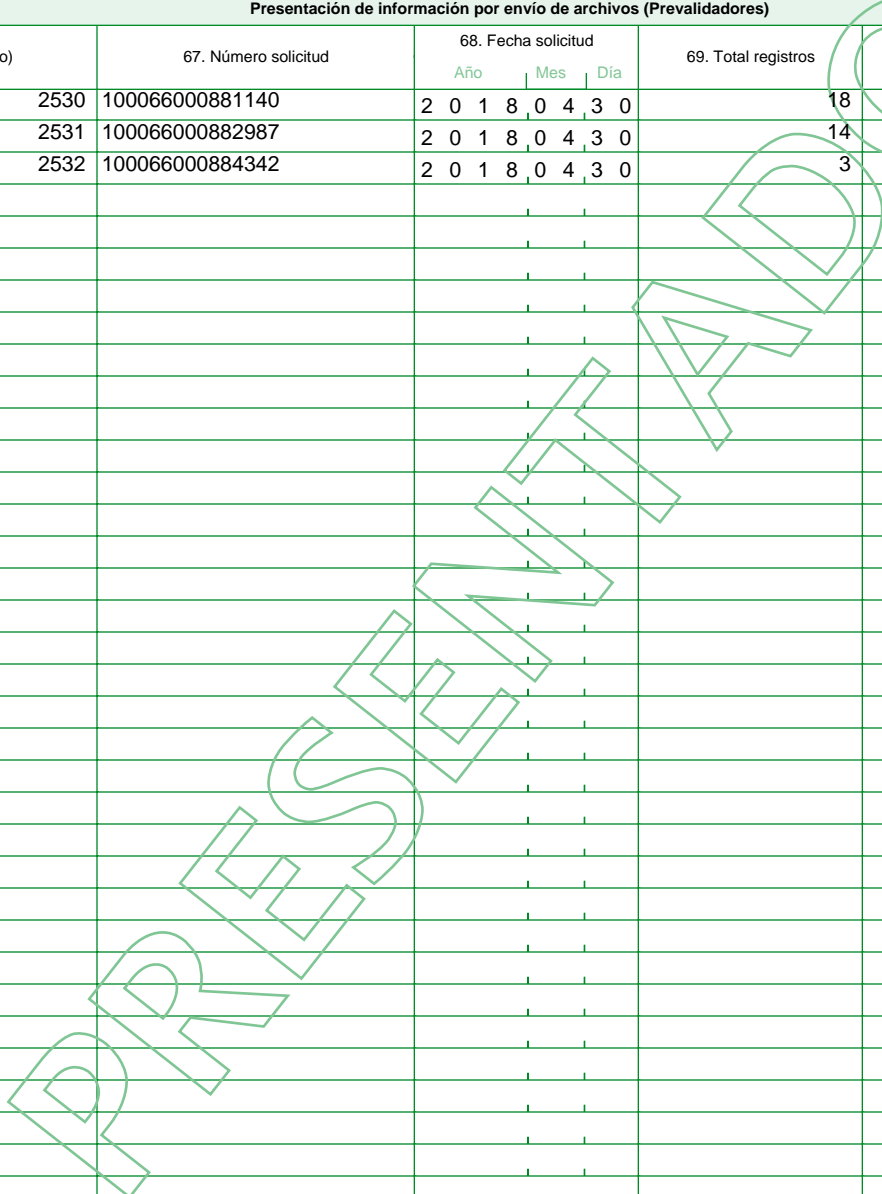 Presentación de información por envío de archivos (Prevalidadores)
o) 67. Número solicitud 68. Fecha solicitud 69. Total registros
Año Mes Día
2530 100066000881140 2 0 1 8 0 4 3 0 18
2531 100066000882987 2 0 1 8 0 4 3 0 14
2532 100066000884342 2 0 1 8 0 4 3 0 3
PRESENTADO